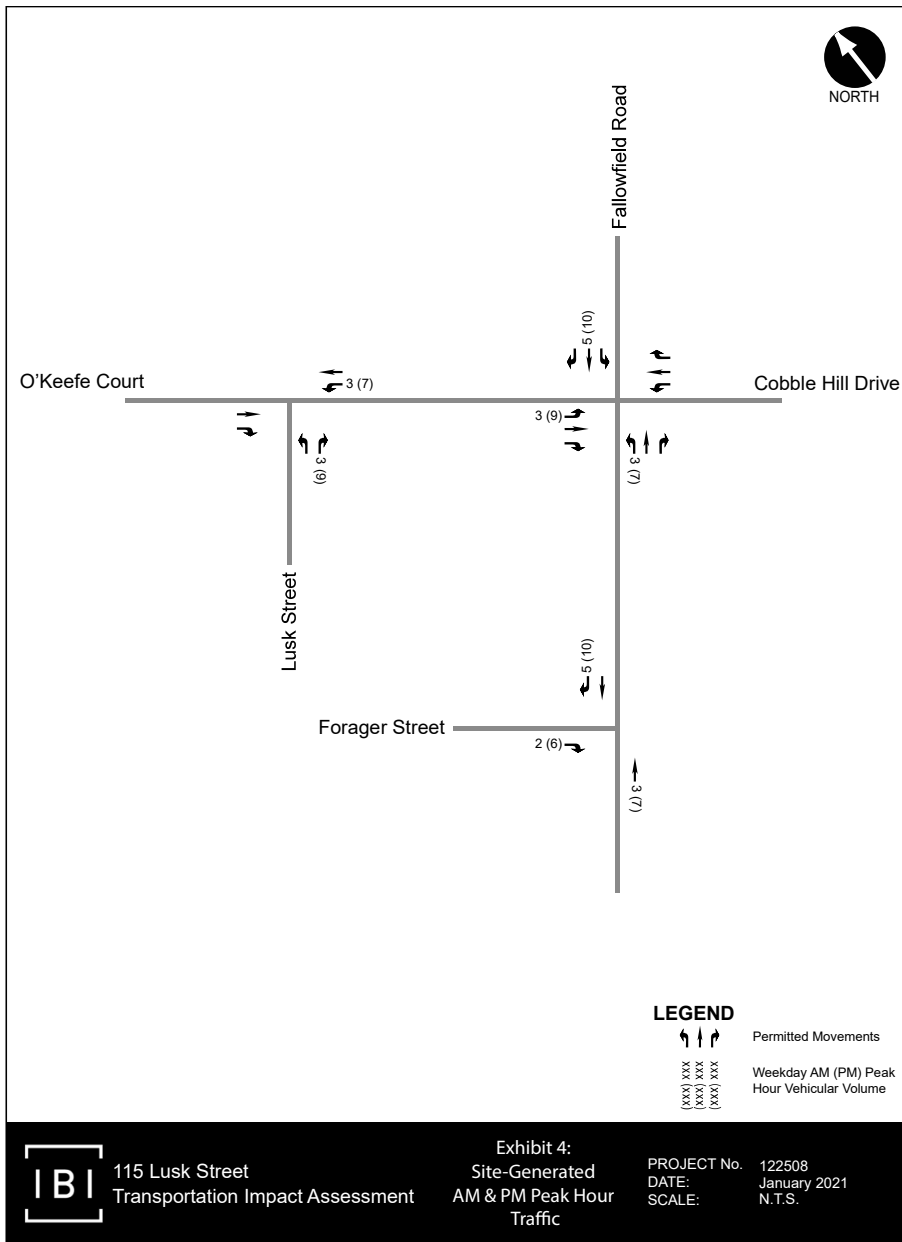 NORTH
Fallowfield Road
5 (10)
O'Keefe Court
3 (7)
Cobble Hill Drive
3 (9)
3 (9)
3 (7)
Lusk Street
5 (10)
Forager Street
2 (6)
3 (7)
LEGEND
Permitted Movements
xxx (xxx)
xxx (xxx)
xxx (xxx)
Weekday AM (PM) Peak
Hour Vehicular Volume
IBI
115 Lusk Street
Transportation Impact Assessment
Exhibit 4:
Site-Generated
AM & PM Peak Hour
Traffic
PROJECT No. 122508
DATE: January 2021
SCALE: N.T.S.